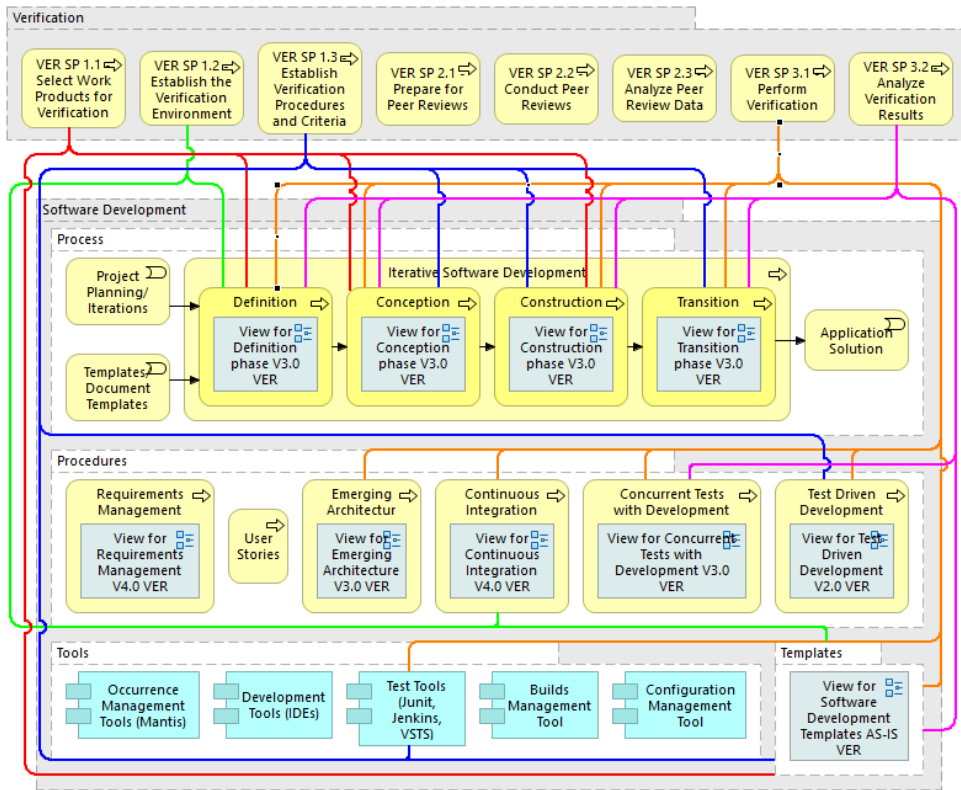 Verification
VER SP 1.1
Select Work
Products for
Verification
VER SP 1.2
Establish the
Verification
Environment
VER SP 1.3
Establish
Verification
Procedures
and Criteria
VER SP 2.1
Prepare for
Peer Reviews
VER SP 2.2
Conduct Peer
Reviews
VER SP 2.3
Analyze Peer
Review Data
VER SP 3.1
Perform
Verification
VER SP 3.2
Analyze
Verification
Results
Software Development
Process
Project
Planning/
Iterations
Templates/
Document
Templates
Iterative Software Development
Definition
View for
Definition
phase V3.0
VER
Conception
View for
Conception
phase V3.0
VER
Construction
View for
Construction
phase V3.0
VER
Transition
View for
Transition
phase V3.0
VER
Application
Solution
Procedures
Requirements
Management
View for
Requirements
Management
V4.0 VER
User
Stories
Emerging
Architectur
View for
Emerging
Architecture
V3.0 VER
Continuous
Integration
View for
Continuous
Integration
V4.0 VER
Concurrent Tests
with Development
View for Concurrent
Tests with
Development V3.0
VER
Test Driven
Development
View for Test
Driven
Development
V2.0 VER
Tools
Occurrence
Management
Tools (Mantis)
Development
Tools (IDEs)
Test Tools
(Junit,
Jenkins,
VSTS)
Builds
Management
Tool
Configuration
Management
Tool
Templates
View for
Software
Development
Templates AS-IS
VER